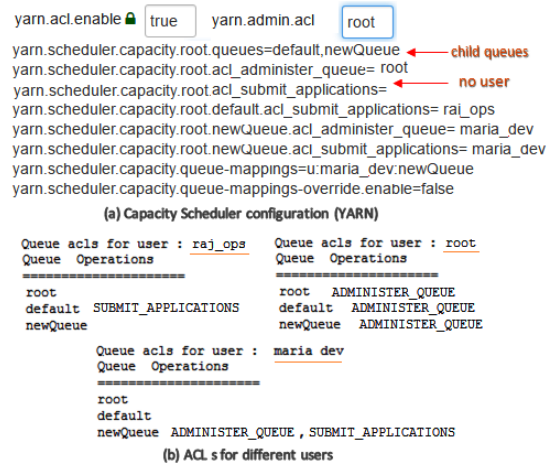 yarn.acl.enable true yarn.admin.acl root
yarn.scheduler.capacity.root.queues=default,newQueue child queues
yarn.scheduler.capacity.root.acl_administer_queue= root
yarn.scheduler.capacity.root.acl_submit_applications= no user
yarn.scheduler.capacity.root.default.acl_submit_applications= raj_ops
yarn.scheduler.capacity.root.newQueue.acl_administer_queue= maria_dev
yarn.scheduler.capacity.root.newQueue.acl_submit_applications= maria_dev
yarn.scheduler.capacity.queue-mappings=u:maria_dev:newQueue
yarn.scheduler.capacity.queue-mappings-override.enable=false
(a) Capacity Scheduler configuration (YARN)
Queue acls for user : raj_ops
Queue Operations
======================
root
default SUBMIT_APPLICATIONS
newQueue
Queue acls for user : root
Queue Operations
======================
root ADMINISTER_QUEUE
default ADMINISTER_QUEUE
newQueue ADMINISTER_QUEUE
Queue acls for user : maria dev
Queue Operations
======================
root
default
newQueue ADMINISTER_QUEUE , SUBMIT_APPLICATIONS
(b) ACL s for different users